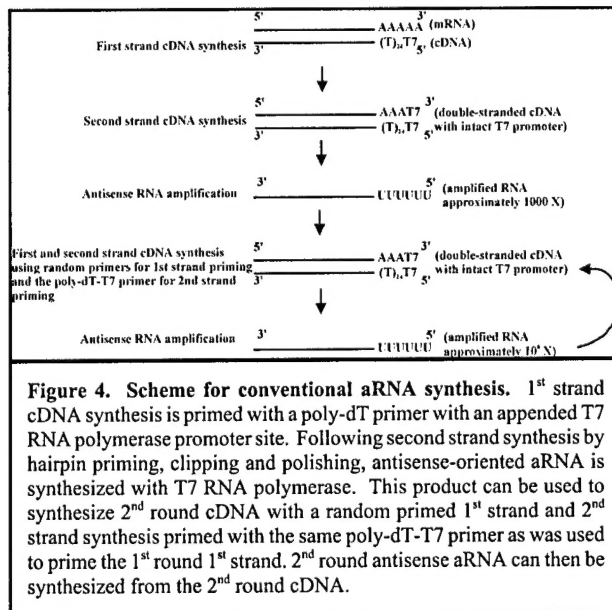 5' 3'
AAAAA (mRNA)
First strand cDNA synthesis 3' (T)₂₄T7 5' (cDNA)
5' 3'
AAAT7 (double-stranded cDNA
Second strand cDNA synthesis 3' (T)₂₄T7 5' with intact T7 promoter)
3' 5'
Antisense RNA amplification UUUUUU (amplified RNA
approximately 1000 X)
First and second strand cDNA synthesis 5' 3'
using random primers for 1st strand priming AAAT7 (double-stranded cDNA
and the poly-dT-T7 primer for 2nd strand 3' (T)₂₄T7 5' with intact T7 promoter)
priming
3' 5'
Antisense RNA amplification UUUUUU (amplified RNA
approximately 10⁶ X)
Figure 4. Scheme for conventional aRNA synthesis. 1st strand
cDNA synthesis is primed with a poly-dT primer with an appended T7
RNA polymerase promoter site. Following second strand synthesis by
hairpin priming, clipping and polishing, antisense-oriented aRNA is
synthesized with T7 RNA polymerase. This product can be used to
synthesize 2nd round cDNA with a random primed 1st strand and 2nd
strand synthesis primed with the same poly-dT-T7 primer as was used
to prime the 1st round 1st strand. 2nd round antisense aRNA can then be
synthesized from the 2nd round cDNA.